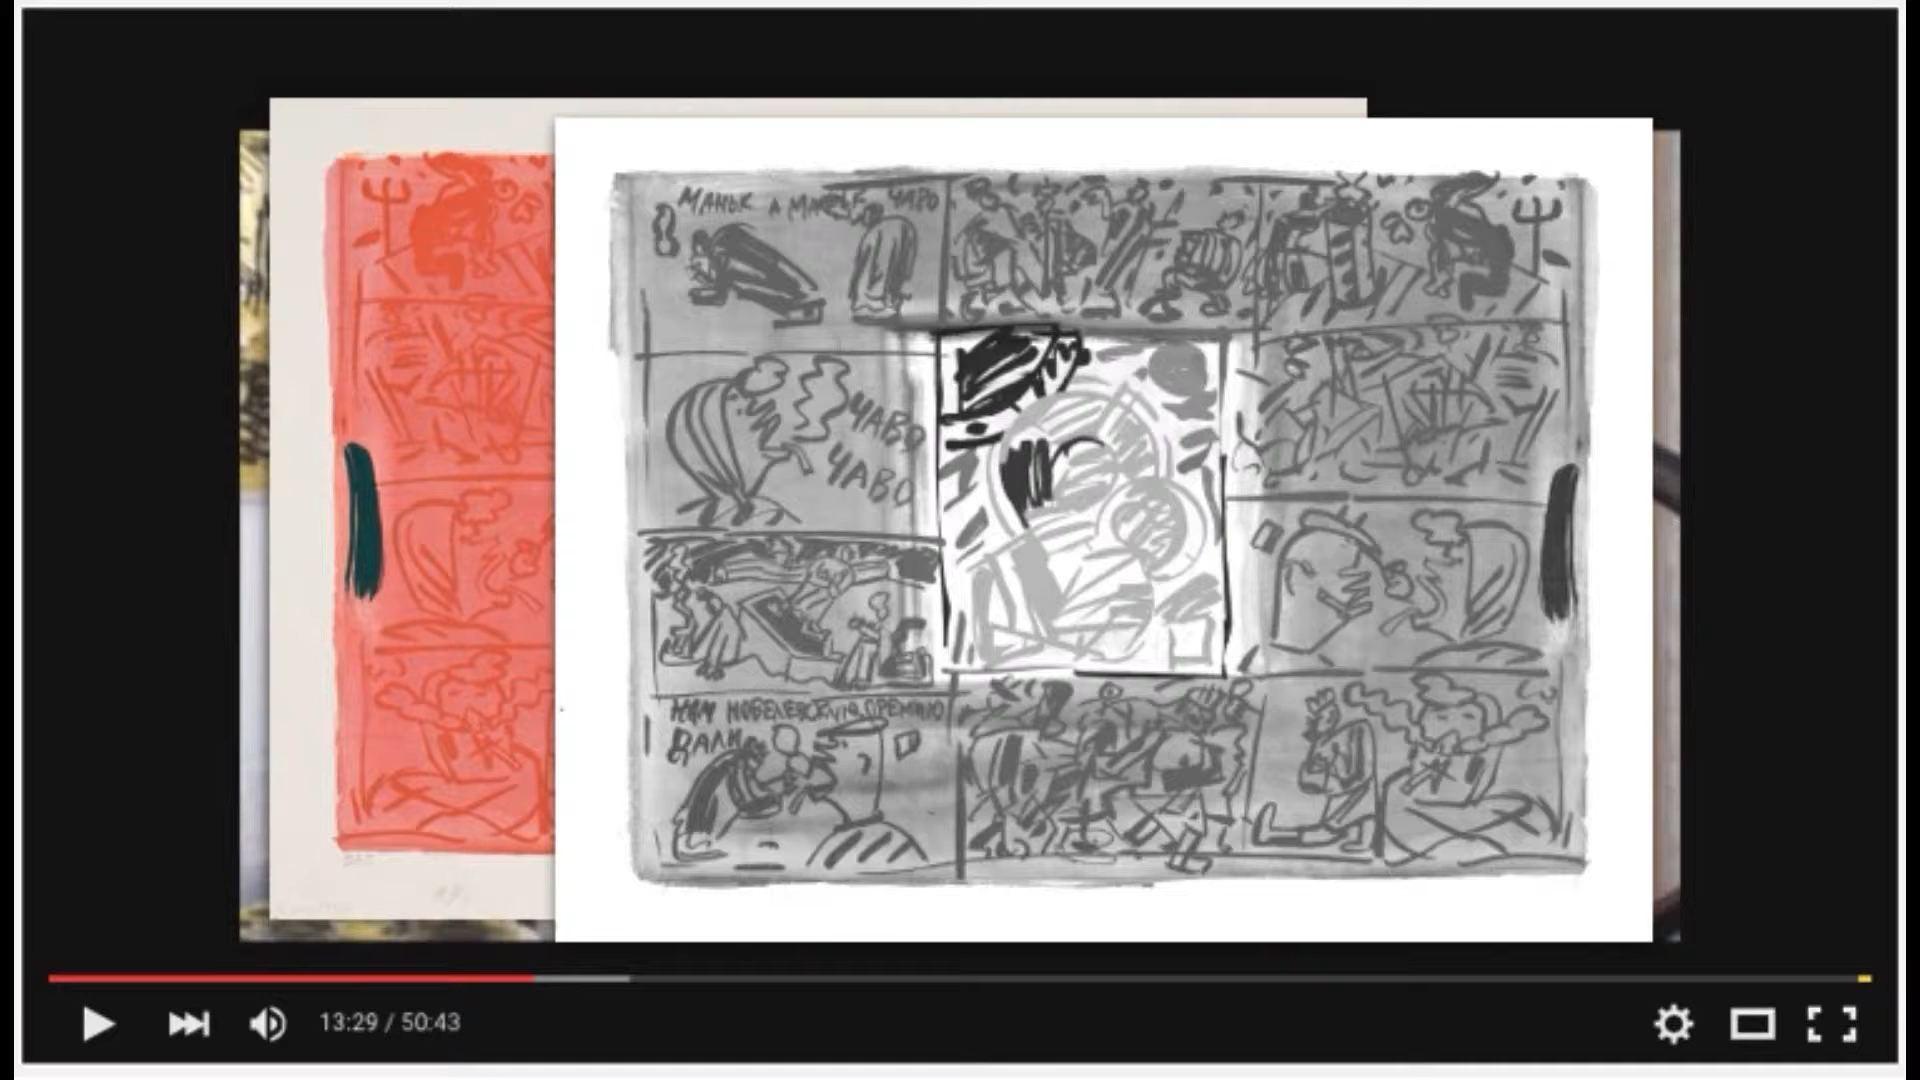 МАНЬК А МАНЬК ЧАВО
ЧАВО
ЧАВО
НАМ НОБЕЛЕВСКУЮ ПРЕМИЮ
ДАЛИ
13:29 / 50:43